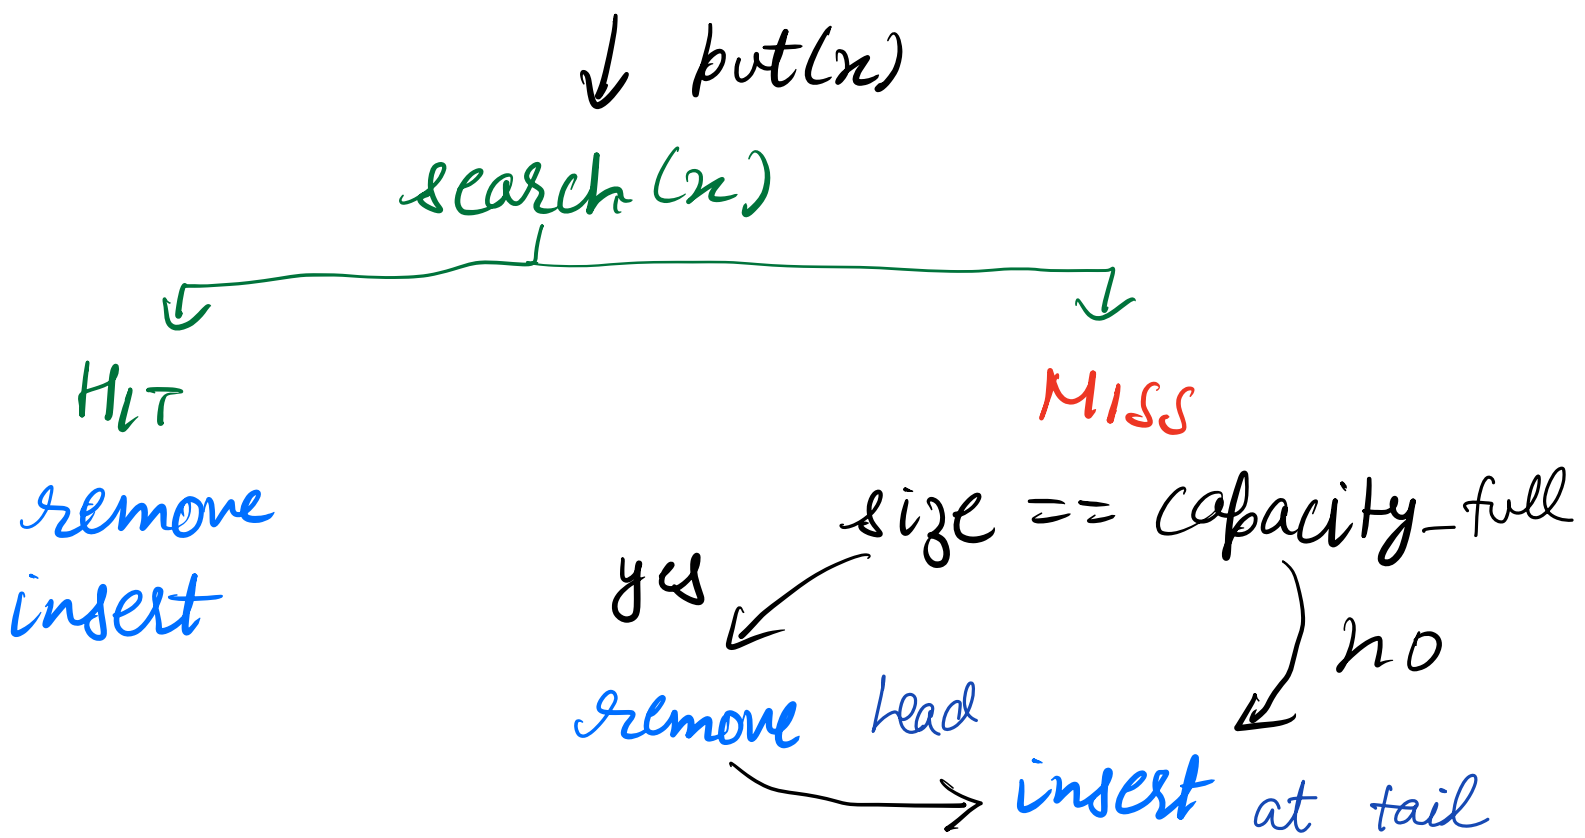 put(x)
search(x)
HIT
MISS
remove
insert
size == capacity_full
yes
no
remove head
insert at tail